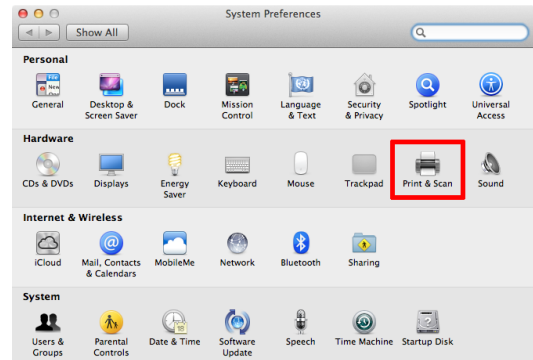 System Preferences
Show All
Personal
General
Desktop & Screen Saver
Dock
Mission Control
Language & Text
Security & Privacy
Spotlight
Universal Access
Hardware
CDs & DVDs
Displays
Energy Saver
Keyboard
Mouse
Trackpad
Print & Scan
Sound
Internet & Wireless
iCloud
Mail, Contacts & Calendars
MobileMe
Network
Bluetooth
Sharing
System
Users & Groups
Parental Controls
Date & Time
Software Update
Speech
Time Machine
Startup Disk